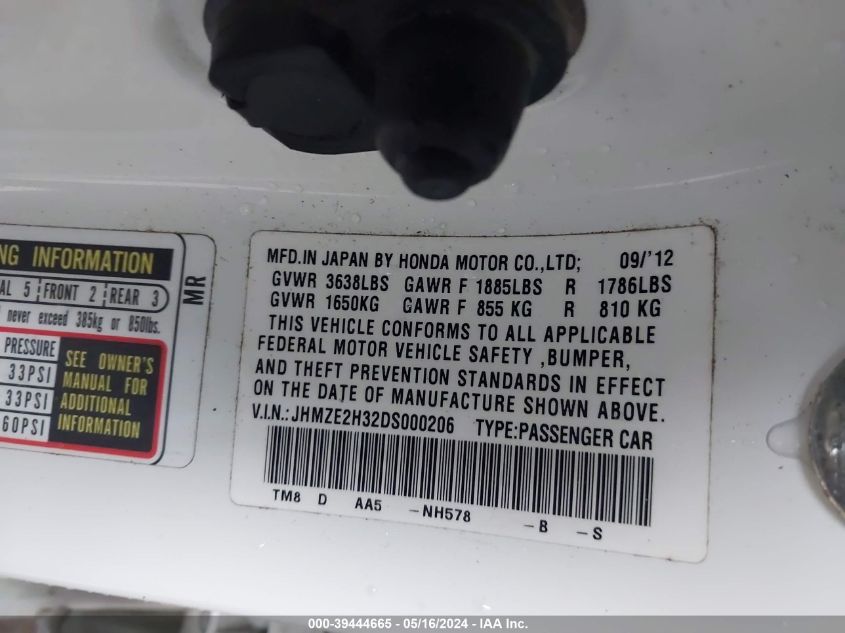 NG INFORMATION
AL 5 FRONT 2 REAR 3
never exceed 385kg or 850lbs.
PRESSURE
33PSI
33PSI
60PSI
SEE OWNER'S
MANUAL FOR
ADDITIONAL
INFORMATION
MR
MFD.IN JAPAN BY HONDA MOTOR CO.,LTD; 09/'12
GVWR 3638LBS GAWR F 1885LBS R 1786LBS
GVWR 1650KG GAWR F 855 KG R 810 KG
THIS VEHICLE CONFORMS TO ALL APPLICABLE
FEDERAL MOTOR VEHICLE SAFETY ,BUMPER,
AND THEFT PREVENTION STANDARDS IN EFFECT
ON THE DATE OF MANUFACTURE SHOWN ABOVE.
V.I.N.:JHMZE2H32DS000206 TYPE:PASSENGER CAR
TM8 D AA5 -NH578 -B -S
000-39444665 - 05/16/2024 - IAA Inc.